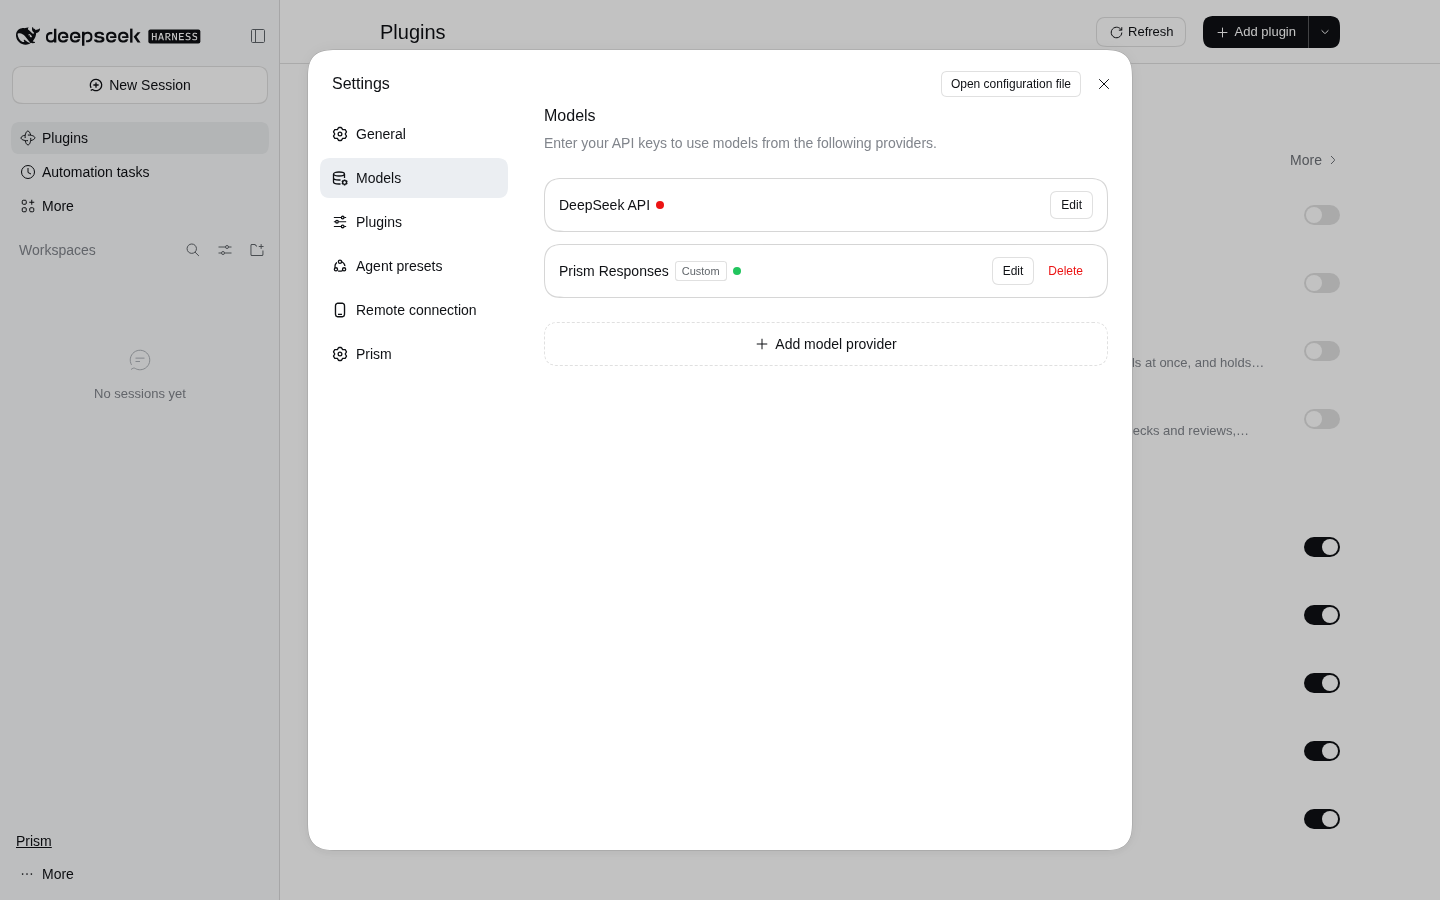 deepseek HARNESS
New Session
Plugins
Automation tasks
More
Workspaces
No sessions yet
Prism
More
Plugins
Refresh
Add plugin
More
ls at once, and holds…
ecks and reviews,…
Settings
Open configuration file
General
Models
Plugins
Agent presets
Remote connection
Prism
Models
Enter your API keys to use models from the following providers.
DeepSeek API
Edit
Prism Responses Custom
Edit Delete
Add model provider